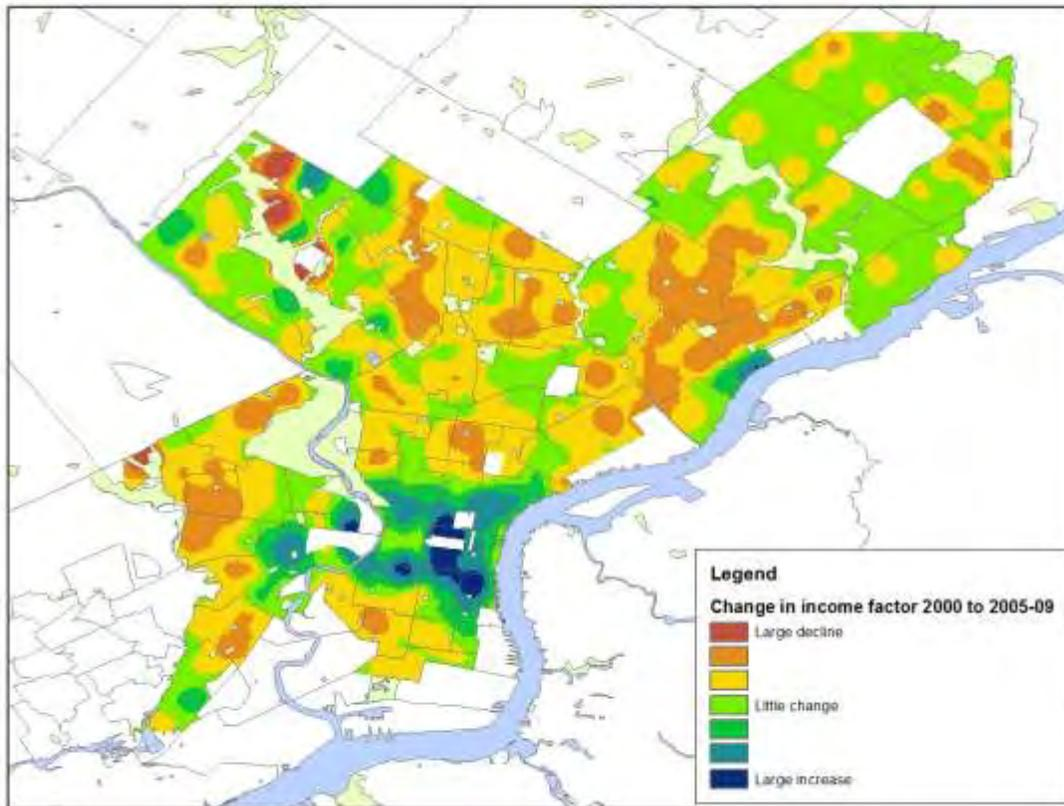 Legend
Change in income factor 2000 to 2005-09
Large decline
Little change
Large increase